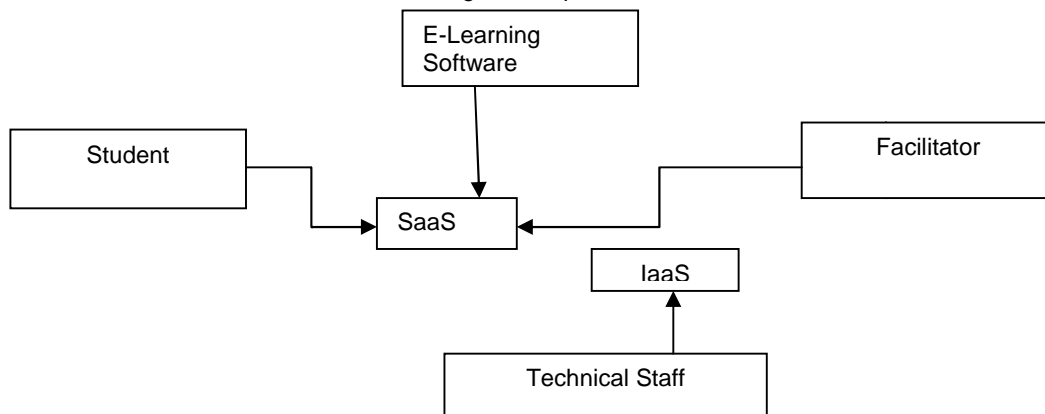 E-Learning
Software
Student
Facilitator
SaaS
IaaS
Technical Staff